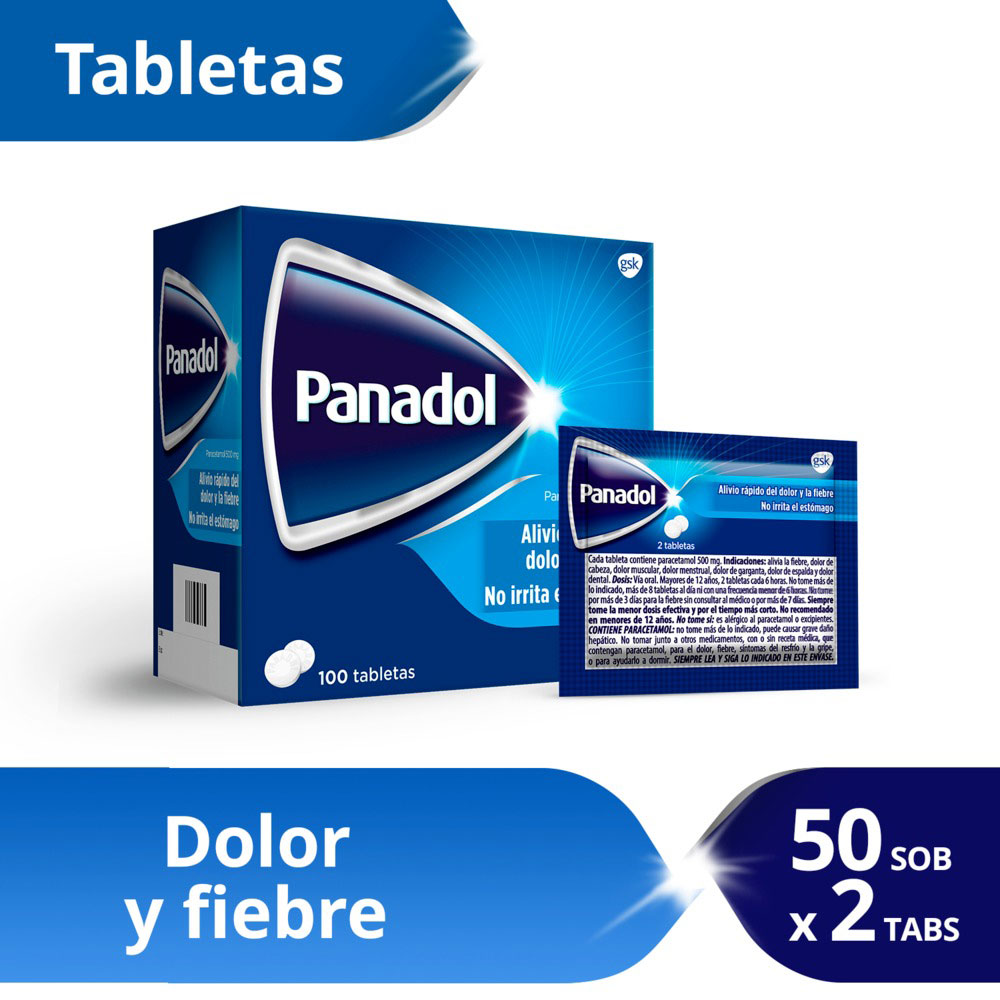 Tabletas
gsk
Panadol
Panadol
Paracetamol 500 mg
Alivio rápido del
dolor y la fiebre
No irrita el estómago
Alivi
dolo
No irrita e
100 tabletas
gsk
Panadol
Alivio rápido del dolor y la fiebre
No irrita el estómago
2 tabletas
Cada tableta contiene paracetamol 500 mg. Indicaciones: alivia la fiebre, dolor de
cabeza, dolor muscular, dolor menstrual, dolor de garganta, dolor de espalda y dolor
dental. Dosis: Vía oral. Mayores de 12 años, 2 tabletas cada 6 horas. No tome más de
lo indicado, más de 8 tabletas al día ni con una frecuencia menor de 6 horas. No tome
por más de 3 días para la fiebre sin consultar al médico o por más de 7 días. Siempre
tome la menor dosis efectiva y por el tiempo más corto. No recomendado
en menores de 12 años. No tome si: es alérgico al paracetamol o excipientes.
CONTIENE PARACETAMOL: no tome más de lo indicado, puede causar grave daño
hepático. No tomar junto a otros medicamentos, con o sin receta médica, que
contengan paracetamol, para el dolor, fiebre, síntomas del resfrío y la gripe,
o para ayudarlo a dormir. SIEMPRE LEA Y SIGA LO INDICADO EN ESTE ENVASE.
Dolor
y fiebre
50 SOB
x 2 TABS